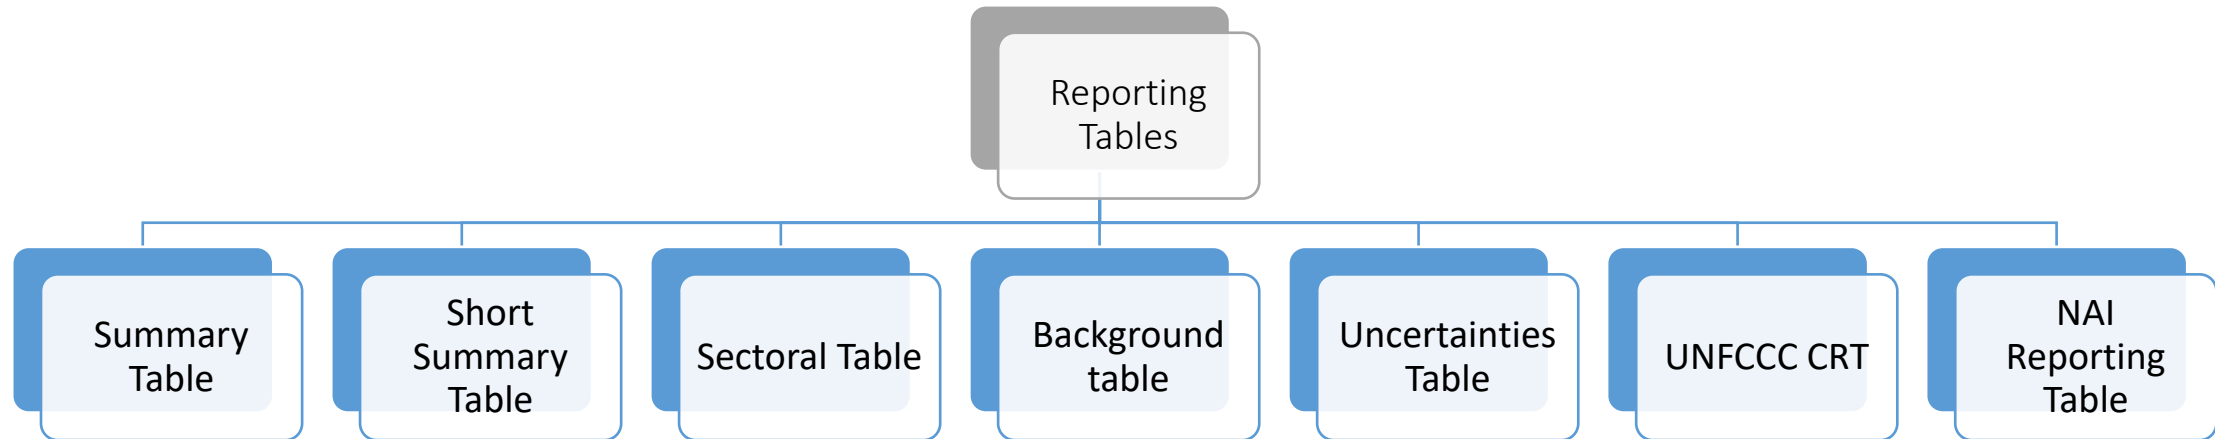 Reporting
Tables
Summary
Table
Short
Summary
Table
Sectoral Table
Background
table
Uncertainties
Table
UNFCCC CRT
NAI
Reporting
Table